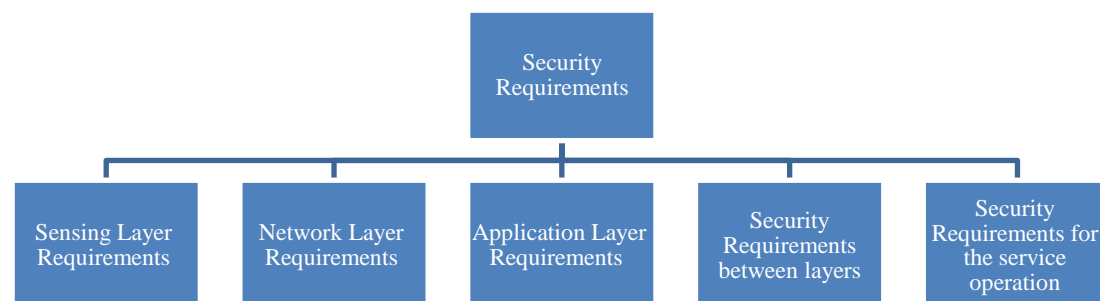 Security
Requirements
Sensing Layer
Requirements
Network Layer
Requirements
Application Layer
Requirements
Security
Requirements
between layers
Security
Requirements for
the service
operation